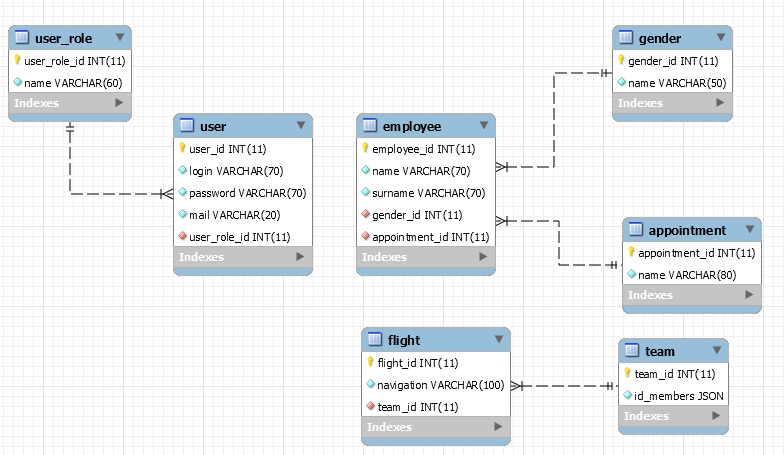 user_role
user_role_id INT(11)
name VARCHAR(60)
Indexes
user
user_id INT(11)
login VARCHAR(70)
password VARCHAR(70)
mail VARCHAR(20)
user_role_id INT(11)
Indexes
employee
employee_id INT(11)
name VARCHAR(70)
surname VARCHAR(70)
gender_id INT(11)
appointment_id INT(11)
Indexes
gender
gender_id INT(11)
name VARCHAR(50)
Indexes
appointment
appointment_id INT(11)
name VARCHAR(80)
Indexes
flight
flight_id INT(11)
navigation VARCHAR(100)
team_id INT(11)
Indexes
team
team_id INT(11)
id_members JSON
Indexes